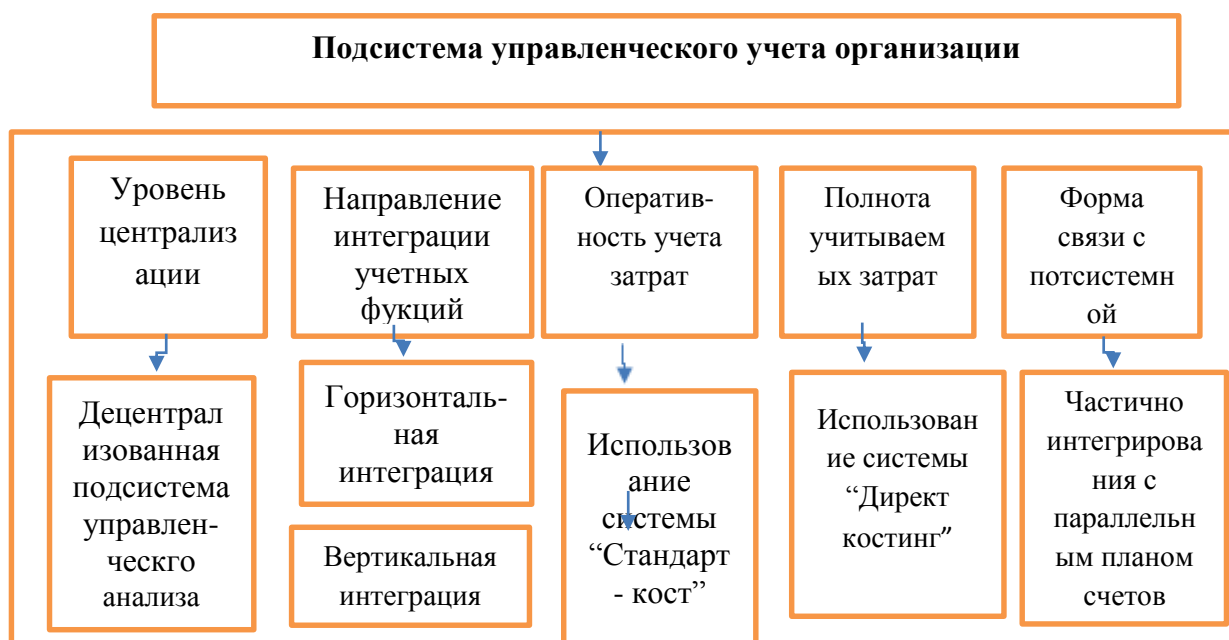 Подсистема управленческого учета организации
Уровень
централиз
ации
Направление
интеграции
учетных
фукций
Оператив-
ность учета
затрат
Полнота
учитываем
ых затрат
Форма
связи с
потсистемн
ой
Децентрал
изованная
подсистема
управлен-
ческго
анализа
Горизонталь-
ная
интеграция
Вертикальная
интеграция
Использов
ание
системы
“Стандарт
- кост”
Использован
ие системы
“Директ
костинг”
Частично
интегрирова
ния с
параллельн
ым планом
счетов